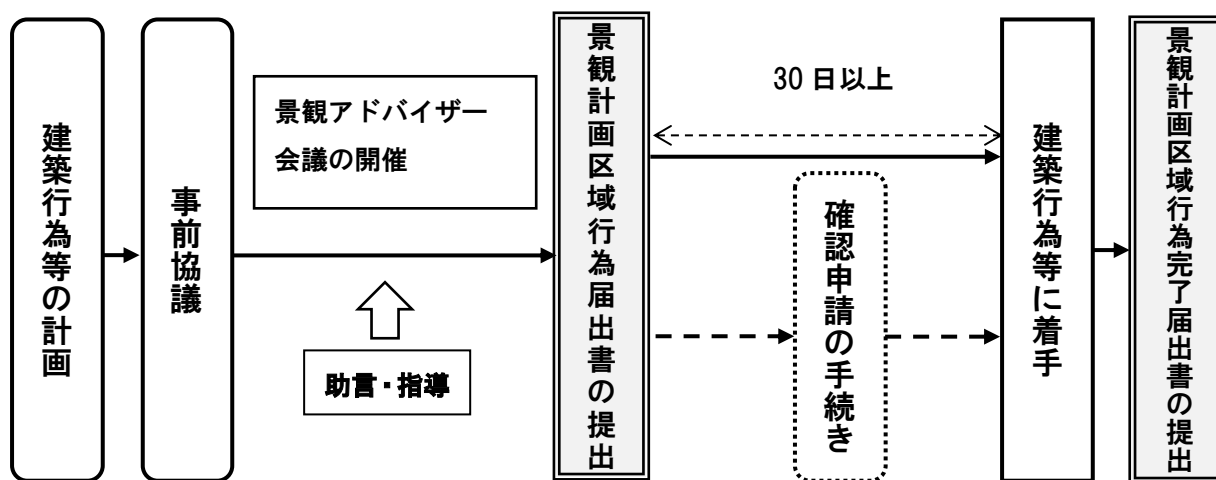 建築行為等の計画
事前協議
景観アドバイザー
会議の開催
助言・指導
景観計画区域行為届出書の提出
30日以上
確認申請の手続き
建築行為等に着手
景観計画区域行為完了届出書の提出